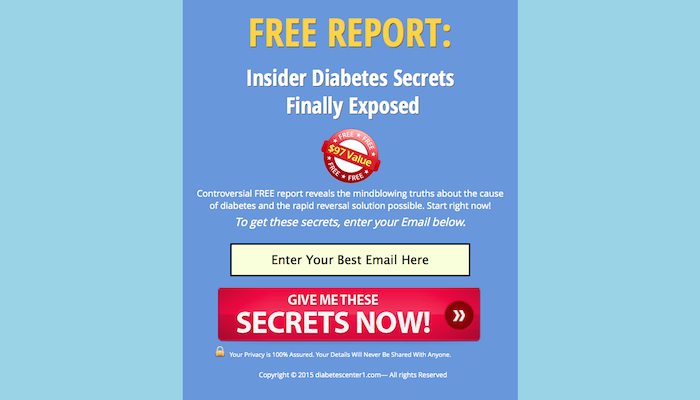 FREE REPORT:
Insider Diabetes Secrets
Finally Exposed
FREE ★ FREE ★ FREE
$97 Value
FREE ★ FREE ★ FREE
Controversial FREE report reveals the mindblowing truths about the cause
of diabetes and the rapid reversal solution possible. Start right now!
To get these secrets, enter your Email below.
Enter Your Best Email Here
GIVE ME THESE
SECRETS NOW!
Your Privacy is 100% Assured. Your Details Will Never Be Shared With Anyone.
Copyright © 2015 diabetescenter1.com— All rights Reserved